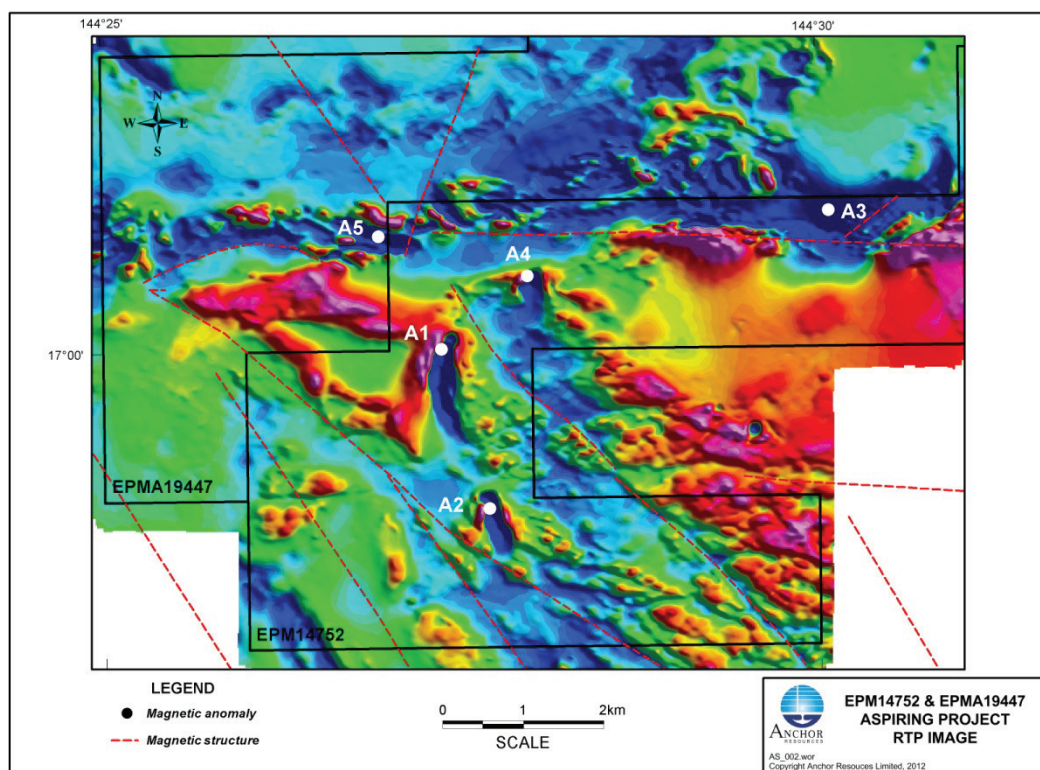 144°25'
144°30'
N
W E
S
A3
A5
A4
A1
17°00'
EPMA19447
A2
EPM14752
LEGEND
Magnetic anomaly
Magnetic structure
0 1 2km
SCALE
ANCHOR
RESOURCES
EPM14752 & EPMA19447
ASPIRING PROJECT
RTP IMAGE
AS_002.wor
Copyright Anchor Resouces Limited, 2012